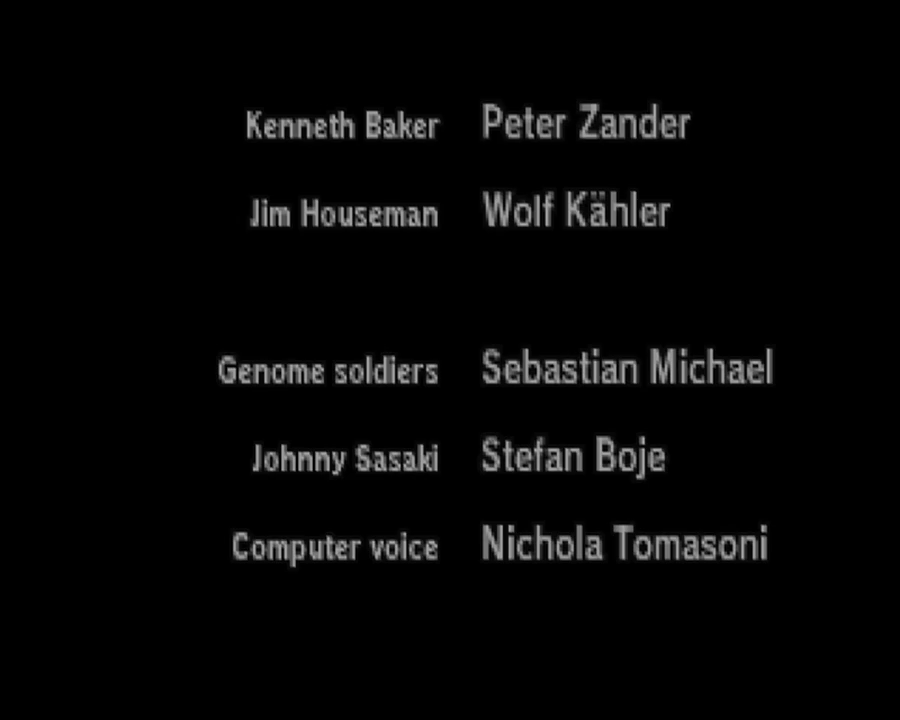 Kenneth Baker Peter Zander
Jim Houseman Wolf Kähler
Genome soldiers Sebastian Michael
Johnny Sasaki Stefan Boje
Computer voice Nichola Tomasoni